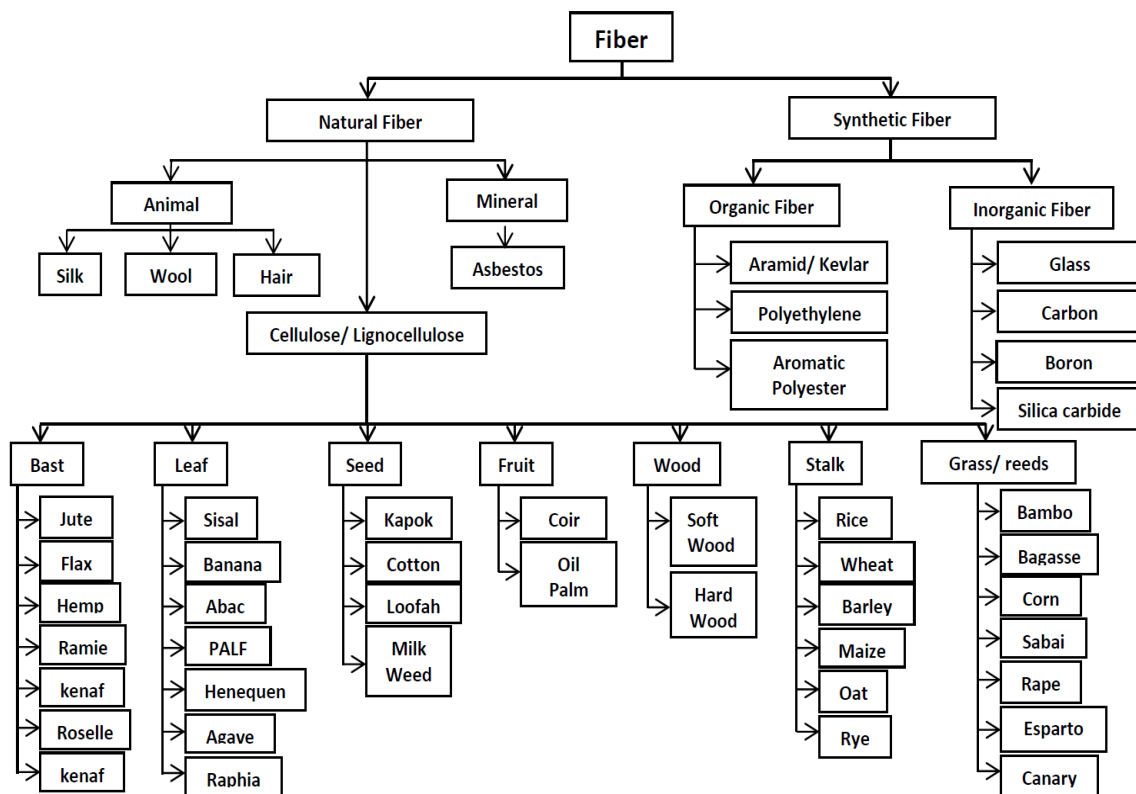 Fiber
Natural Fiber
Synthetic Fiber
Animal
Mineral
Organic Fiber
Inorganic Fiber
Silk
Wool
Hair
Asbestos
Aramid/ Kevlar
Polyethylene
Aromatic
Polyester
Glass
Carbon
Boron
Silica carbide
Cellulose/ Lignocellulose
Bast
Leaf
Seed
Fruit
Wood
Stalk
Grass/ reeds
Jute
Flax
Hemp
Ramie
kenaf
Roselle
kenaf
Sisal
Banana
Abac
PALF
Henequen
Agave
Raphia
Kapok
Cotton
Loofah
Milk
Weed
Coir
Oil
Palm
Soft
Wood
Hard
Wood
Rice
Wheat
Barley
Maize
Oat
Rye
Bambo
Bagasse
Corn
Sabai
Rape
Esparto
Canary